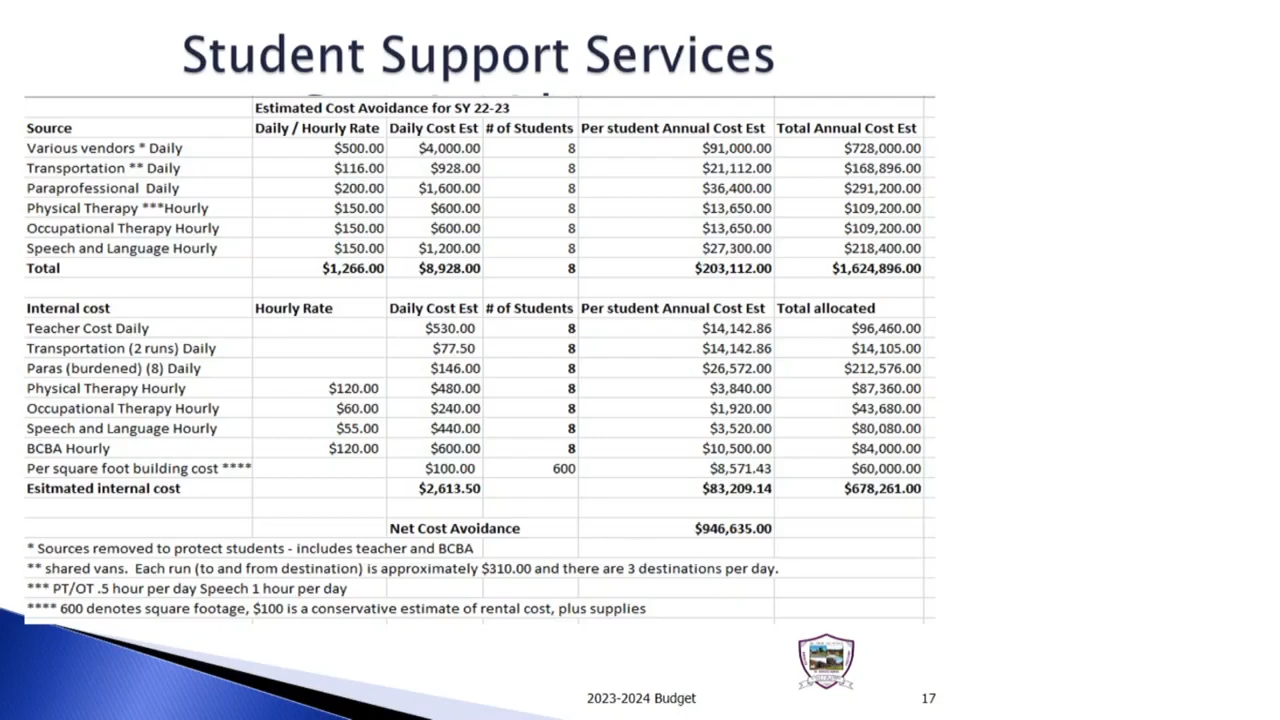 Student Support Services
Estimated Cost Avoidance for SY 22-23
Source Daily / Hourly Rate Daily Cost Est # of Students Per student Annual Cost Est Total Annual Cost Est
Various vendors * Daily $500.00 $4,000.00 8 $91,000.00 $728,000.00
Transportation ** Daily $116.00 $928.00 8 $21,112.00 $168,896.00
Paraprofessional Daily $200.00 $1,600.00 8 $36,400.00 $291,200.00
Physical Therapy ***Hourly $150.00 $600.00 8 $13,650.00 $109,200.00
Occupational Therapy Hourly $150.00 $600.00 8 $13,650.00 $109,200.00
Speech and Language Hourly $150.00 $1,200.00 8 $27,300.00 $218,400.00
Total $1,266.00 $8,928.00 8 $203,112.00 $1,624,896.00
Internal cost Hourly Rate Daily Cost Est # of Students Per student Annual Cost Est Total allocated
Teacher Cost Daily $530.00 8 $14,142.86 $96,460.00
Transportation (2 runs) Daily $77.50 8 $14,142.86 $14,105.00
Paras (burdened) (8) Daily $146.00 8 $26,572.00 $212,576.00
Physical Therapy Hourly $120.00 $480.00 8 $3,840.00 $87,360.00
Occupational Therapy Hourly $60.00 $240.00 8 $1,920.00 $43,680.00
Speech and Language Hourly $55.00 $440.00 8 $3,520.00 $80,080.00
BCBA Hourly $120.00 $600.00 8 $10,500.00 $84,000.00
Per square foot building cost **** $100.00 600 $8,571.43 $60,000.00
Esitmated internal cost $2,613.50 $83,209.14 $678,261.00
Net Cost Avoidance $946,635.00
* Sources removed to protect students - includes teacher and BCBA
** shared vans. Each run (to and from destination) is approximately $310.00 and there are 3 destinations per day.
*** PT/OT .5 hour per day Speech 1 hour per day
**** 600 denotes square footage, $100 is a conservative estimate of rental cost, plus supplies
2023-2024 Budget 17